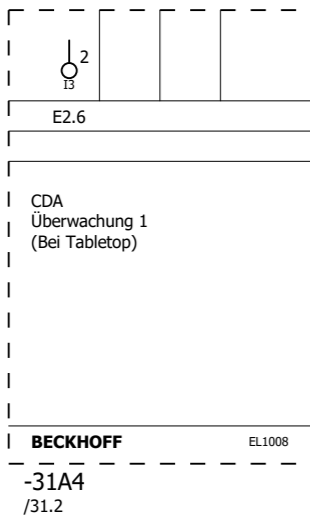 2
I3
E2.6
CDA
Überwachung 1
(Bei Tabletop)
BECKHOFF EL1008
-31A4
/31.2